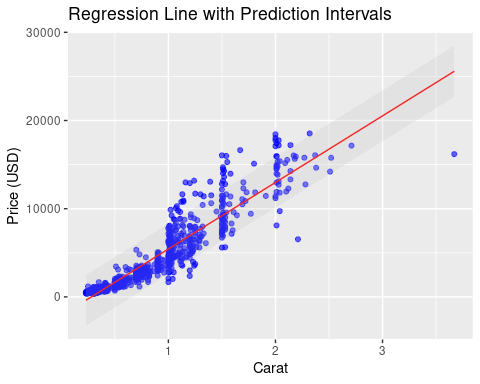 Regression Line with Prediction Intervals
30000
20000
10000
0
Price (USD)
1 2 3
Carat